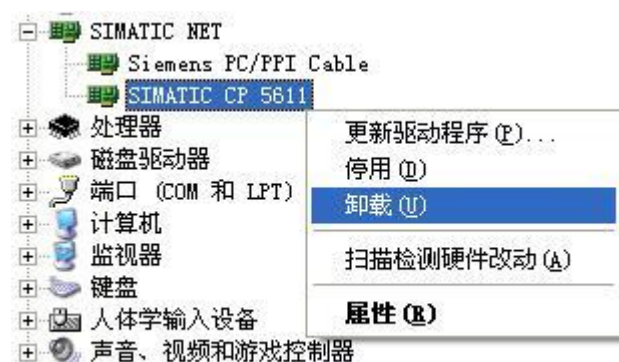 SIMATIC NET
Siemens PC/PPI Cable
SIMATIC CP 5611
处理器
磁盘驱动器
端口 (COM 和 LPT)
计算机
监视器
键盘
人体学输入设备
声音、视频和游戏控制器
更新驱动程序(P)...
停用(D)
卸载(U)
扫描检测硬件改动(A)
属性(R)